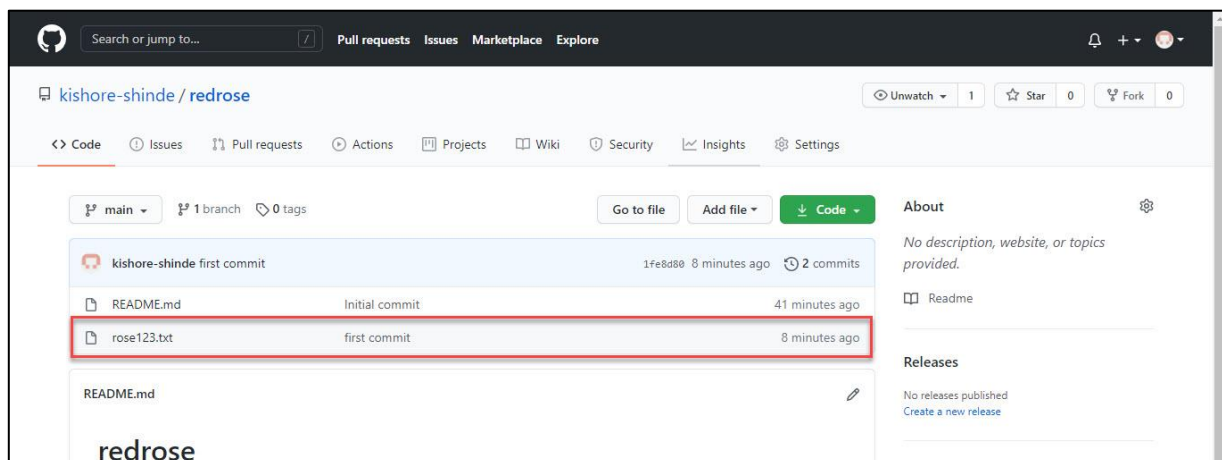 Search or jump to... / Pull requests Issues Marketplace Explore
kishore-shinde / redrose Unwatch 1 Star 0 Fork 0
<> Code Issues Pull requests Actions Projects Wiki Security Insights Settings
main 1 branch 0 tags Go to file Add file Code
kishore-shinde first commit 1fe8d80 8 minutes ago 2 commits
README.md Initial commit 41 minutes ago
rose123.txt first commit 8 minutes ago
README.md
redrose
About
No description, website, or topics
provided.
Readme
Releases
No releases published
Create a new release